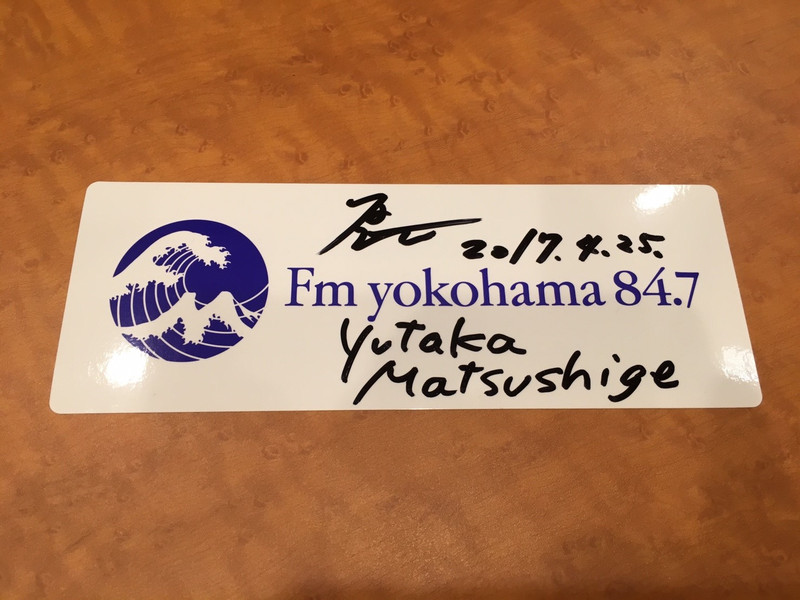 2017.4.25.
Fm yokohama 84.7
Yutaka
Matsushige